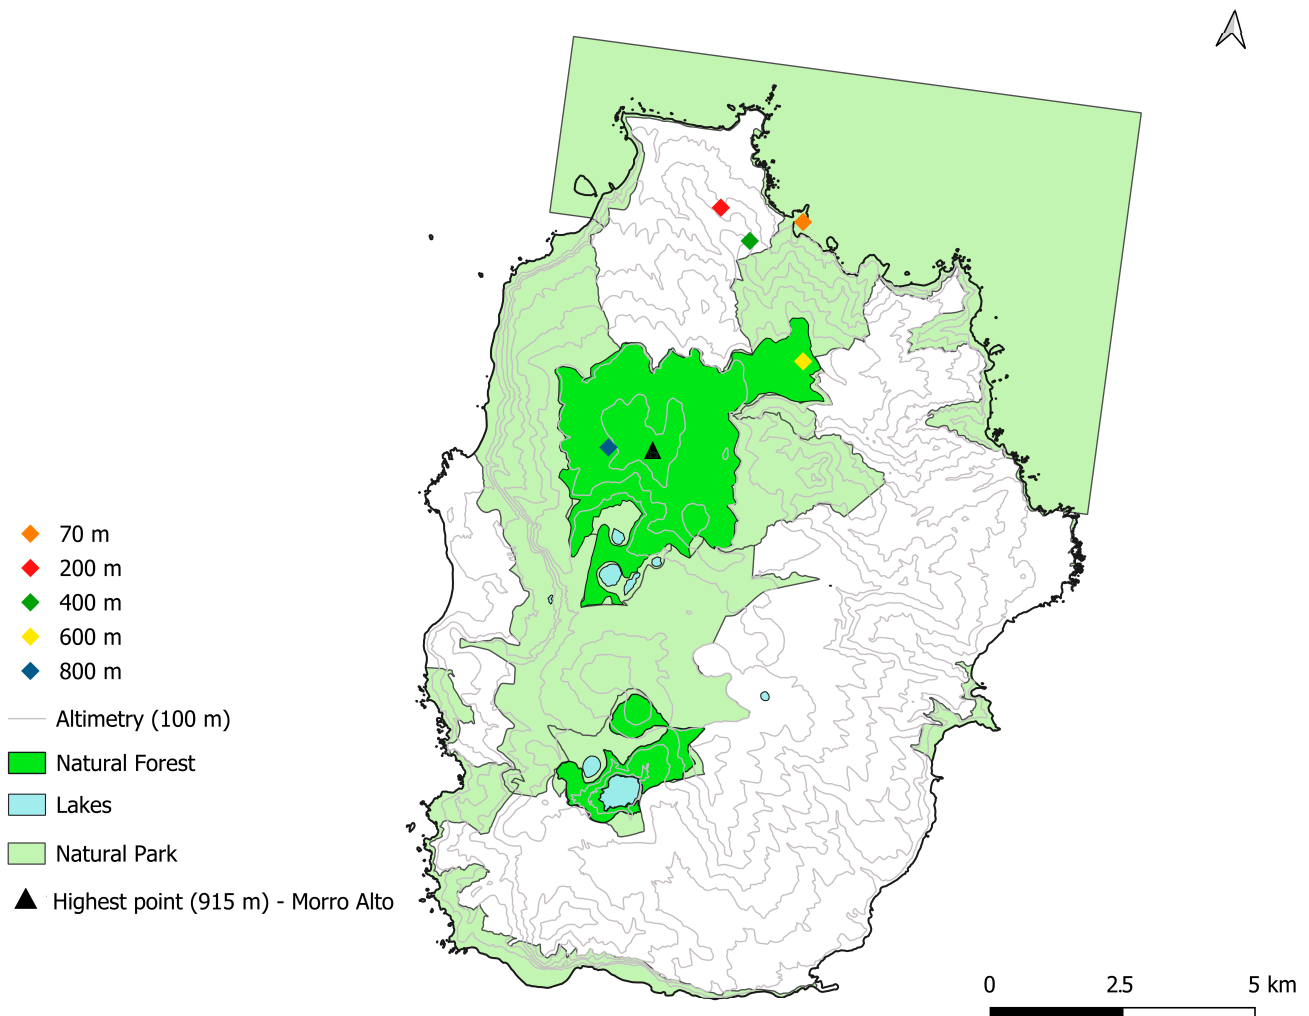 70 m
200 m
400 m
600 m
800 m
Altimetry (100 m)
Natural Forest
Lakes
Natural Park
Highest point (915 m) - Morro Alto
0 2.5 5 km